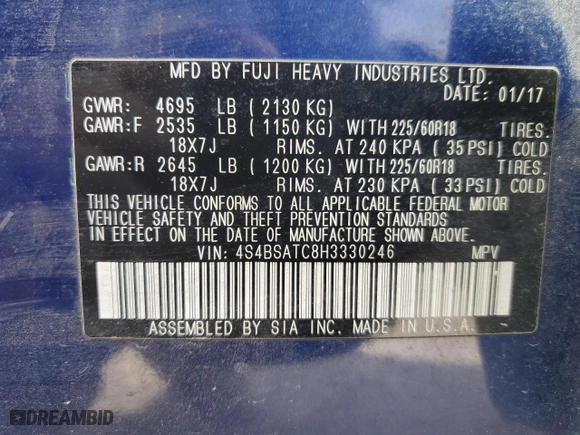 MFD BY FUJI HEAVY INDUSTRIES LTD.
DATE: 01/17
GVWR: 4695 LB ( 2130 KG)
GAWR:F 2535 LB ( 1150 KG) WITH 225/60R18 TIRES.
18X7J RIMS. AT 240 KPA ( 35 PSI) COLD
GAWR:R 2645 LB ( 1200 KG) WITH 225/60R18 TIRES.
18X7J RIMS. AT 230 KPA ( 33 PSI) COLD
THIS VEHICLE CONFORMS TO ALL APPLICABLE FEDERAL MOTOR
VEHICLE SAFETY AND THEFT PREVENTION STANDARDS
IN EFFECT ON THE DATE OF MANUFACTURE SHOWN ABOVE.
VIN: 4S4BSATC8H3330246 MPV
ASSEMBLED BY SIA INC. MADE IN U.S.A.
DREAMBID